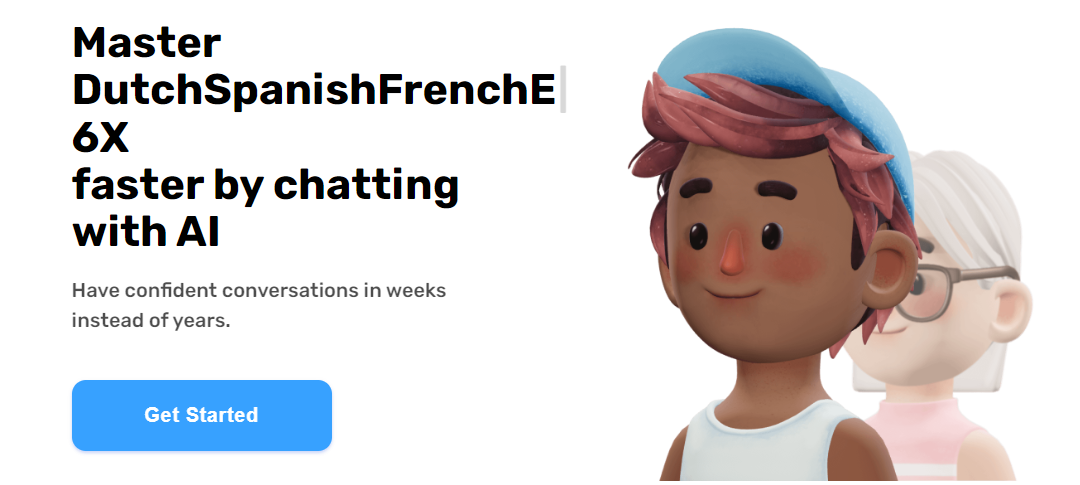 Master
DutchSpanishFrenchE
6X
faster by chatting
with AI
Have confident conversations in weeks
instead of years.
Get Started